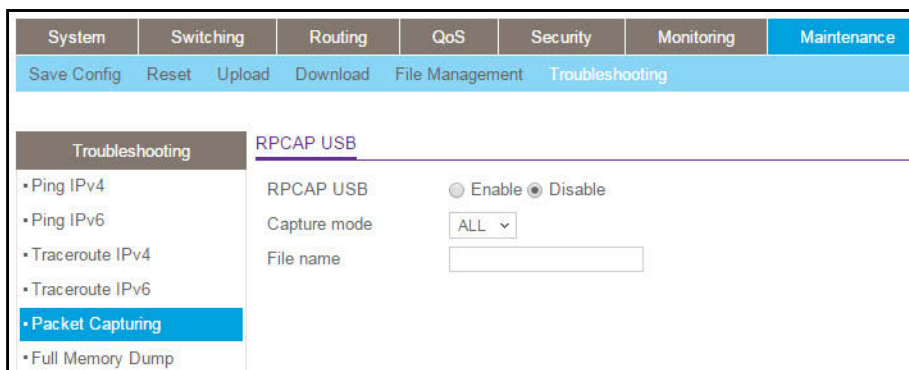 System Switching Routing QoS Security Monitoring Maintenance
Save Config Reset Upload Download File Management Troubleshooting
Troubleshooting
Ping IPv4
Ping IPv6
Traceroute IPv4
Traceroute IPv6
Packet Capturing
Full Memory Dump
RPCAP USB
RPCAP USB Enable Disable
Capture mode ALL
File name